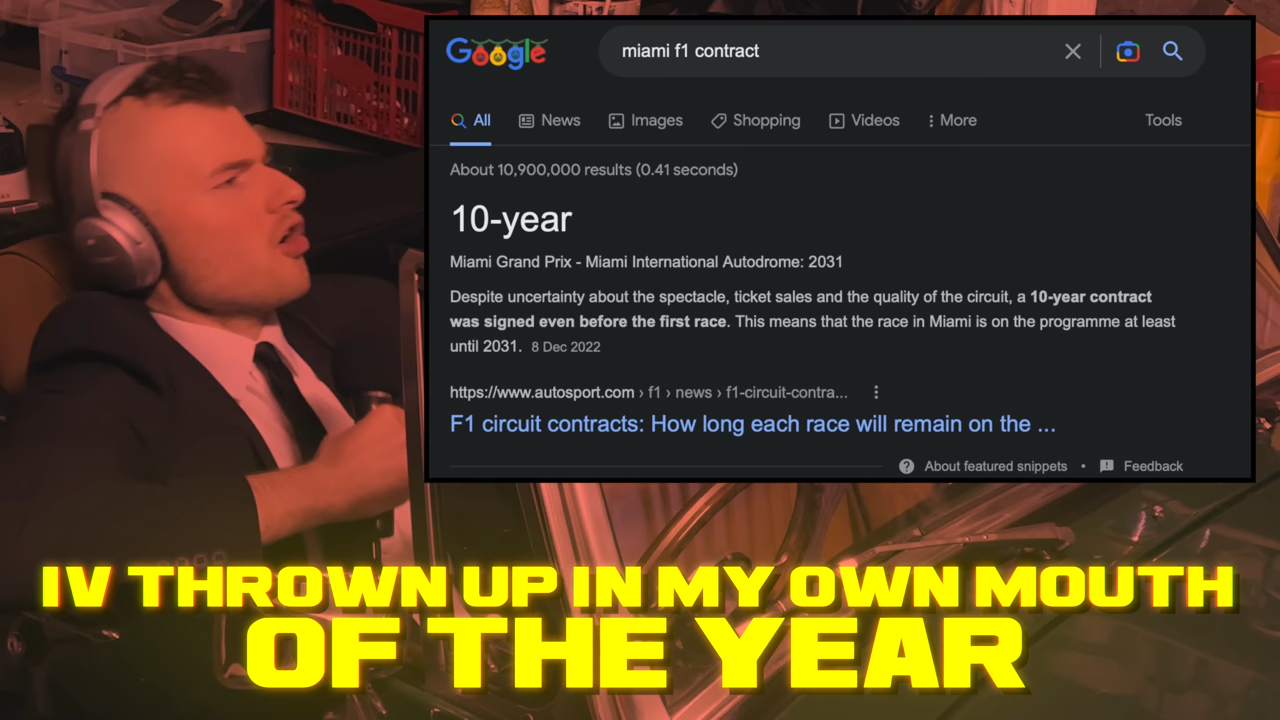 Google
miami f1 contract
All News Images Shopping Videos More Tools
About 10,900,000 results (0.41 seconds)
10-year
Miami Grand Prix - Miami International Autodrome: 2031
Despite uncertainty about the spectacle, ticket sales and the quality of the circuit, a 10-year contract
was signed even before the first race. This means that the race in Miami is on the programme at least
until 2031. 8 Dec 2022
https://www.autosport.com › f1 › news › f1-circuit-contra...
F1 circuit contracts: How long each race will remain on the ...
About featured snippets • Feedback
IV THROWN UP IN MY OWN MOUTH
OF THE YEAR